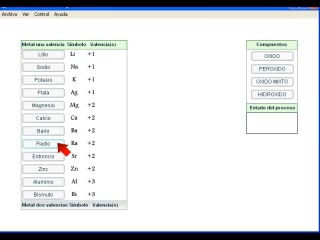 Archivo Ver Control Ayuda
Metal una valencia Símbolo Valencia(s)
Litio Li +1
Sodio Na +1
Potasio K +1
Plata Ag +1
Magnesio Mg +2
Calcio Ca +2
Bario Ba +2
Radio Ra +2
Estroncio Sr +2
Zinc Zn +2
Aluminio Al +3
Bismuto Bi +3
Metal dos valencias Símbolo Valencia(s)
Compuestos
OXIDO
PEROXIDO
OXIDO MIXTO
HIDROXIDO
Estado del proceso